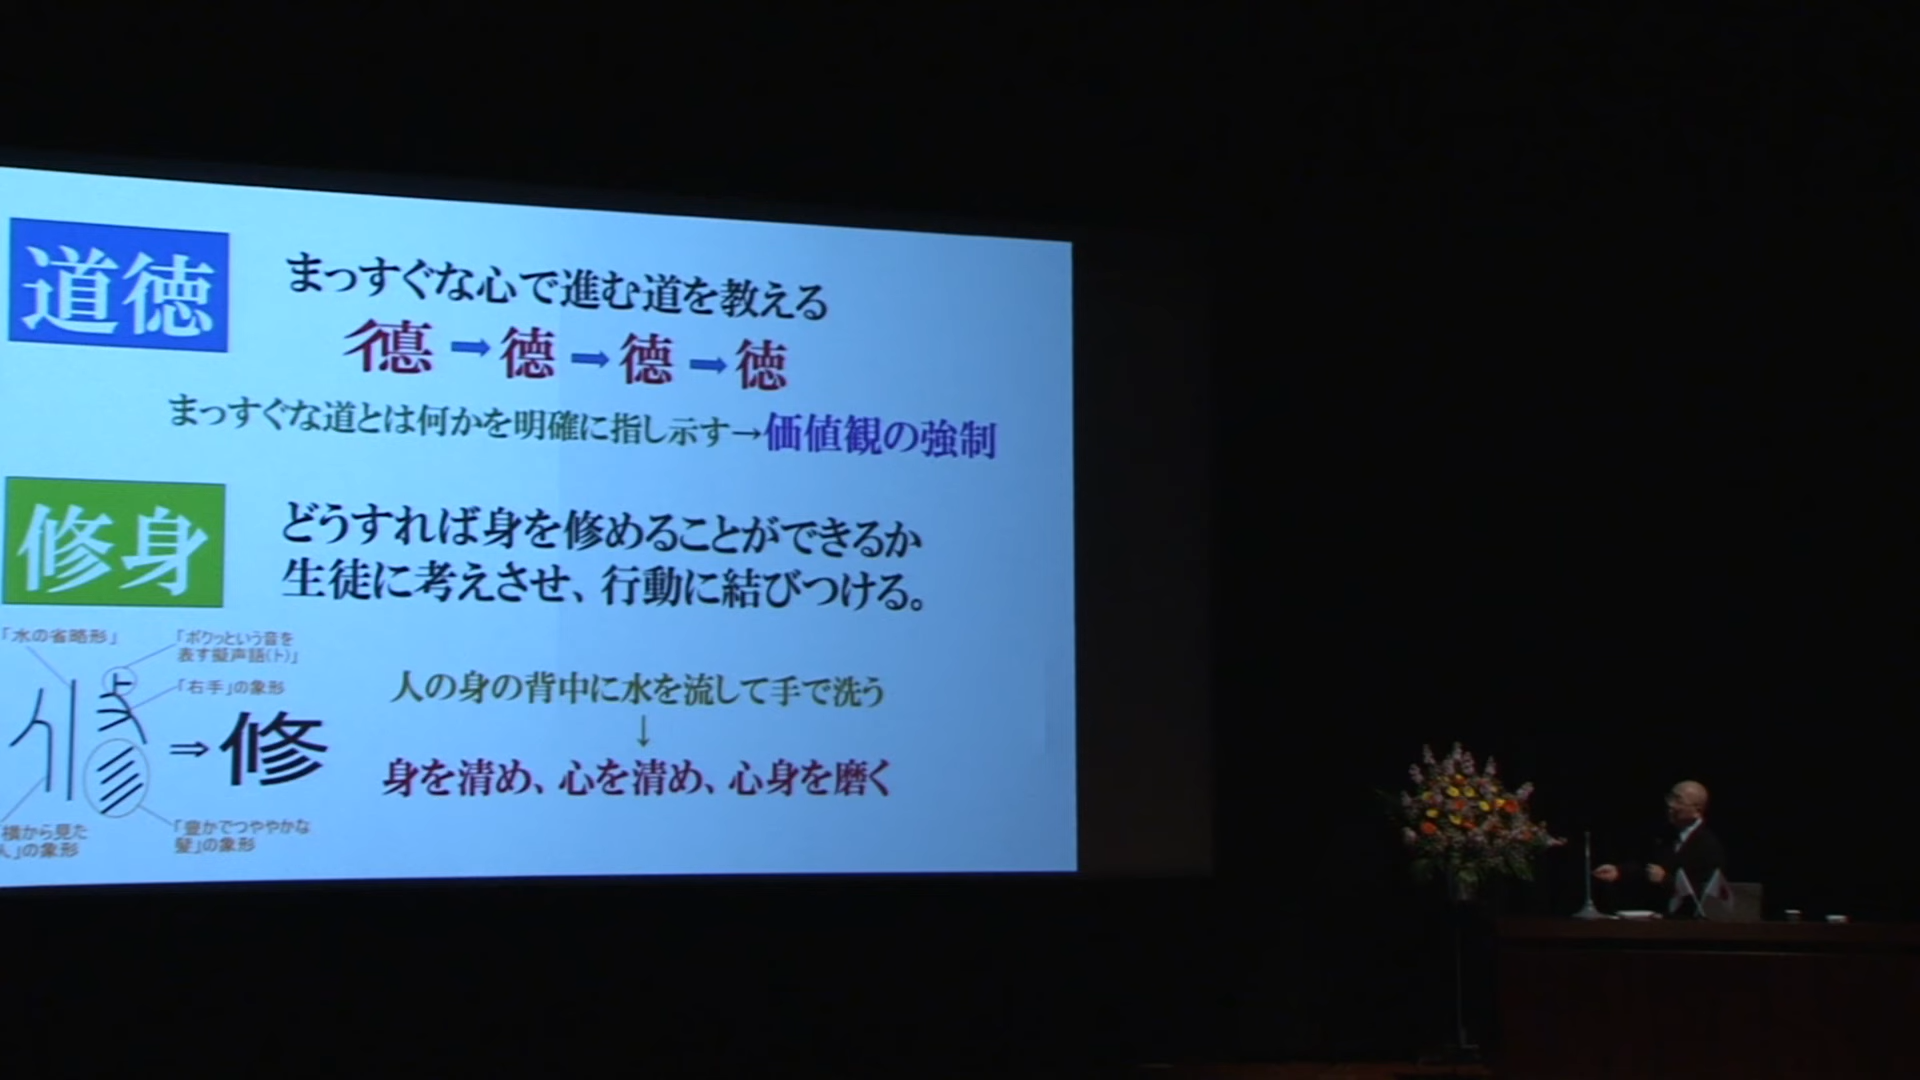 道徳
まっすぐな心で進む道を教える
徳→徳→徳→徳
まっすぐな道とは何かを明確に指し示す→価値観の強制
修身
どうすれば身を修めることができるか
生徒に考えさせ、行動に結びつける。
「水の省略形」
「ボクッという音を
表す擬声語(ト)」
「右手」の象形
⇒修
横から見た
人」の象形
「豊かでつややかな
髪」の象形
人の身の背中に水を流して手で洗う
↓
身を清め、心を清め、心身を磨く